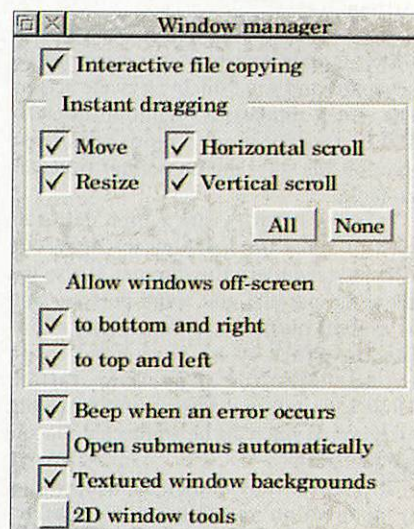 Window manager
Interactive file copying
Instant dragging
Move Horizontal scroll
Resize Vertical scroll
All None
Allow windows off-screen
to bottom and right
to top and left
Beep when an error occurs
Open submenus automatically
Textured window backgrounds
2D window tools